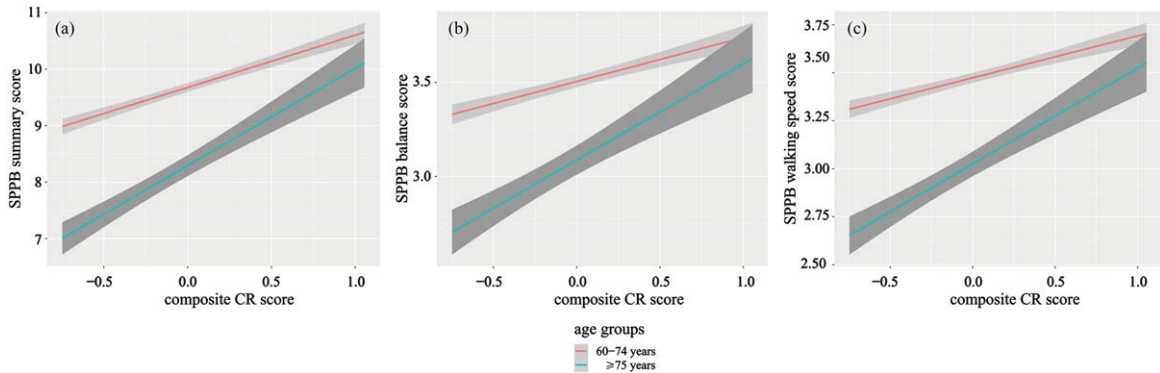 (a)
SPPB summary score
11
10
9
8
7
−0.5 0.0 0.5 1.0
composite CR score
(b)
SPPB balance score
3.5
3.0
−0.5 0.0 0.5 1.0
composite CR score
(c)
SPPB walking speed score
3.75
3.50
3.25
3.00
2.75
2.50
−0.5 0.0 0.5 1.0
composite CR score
age groups
60−74 years
⩾75 years